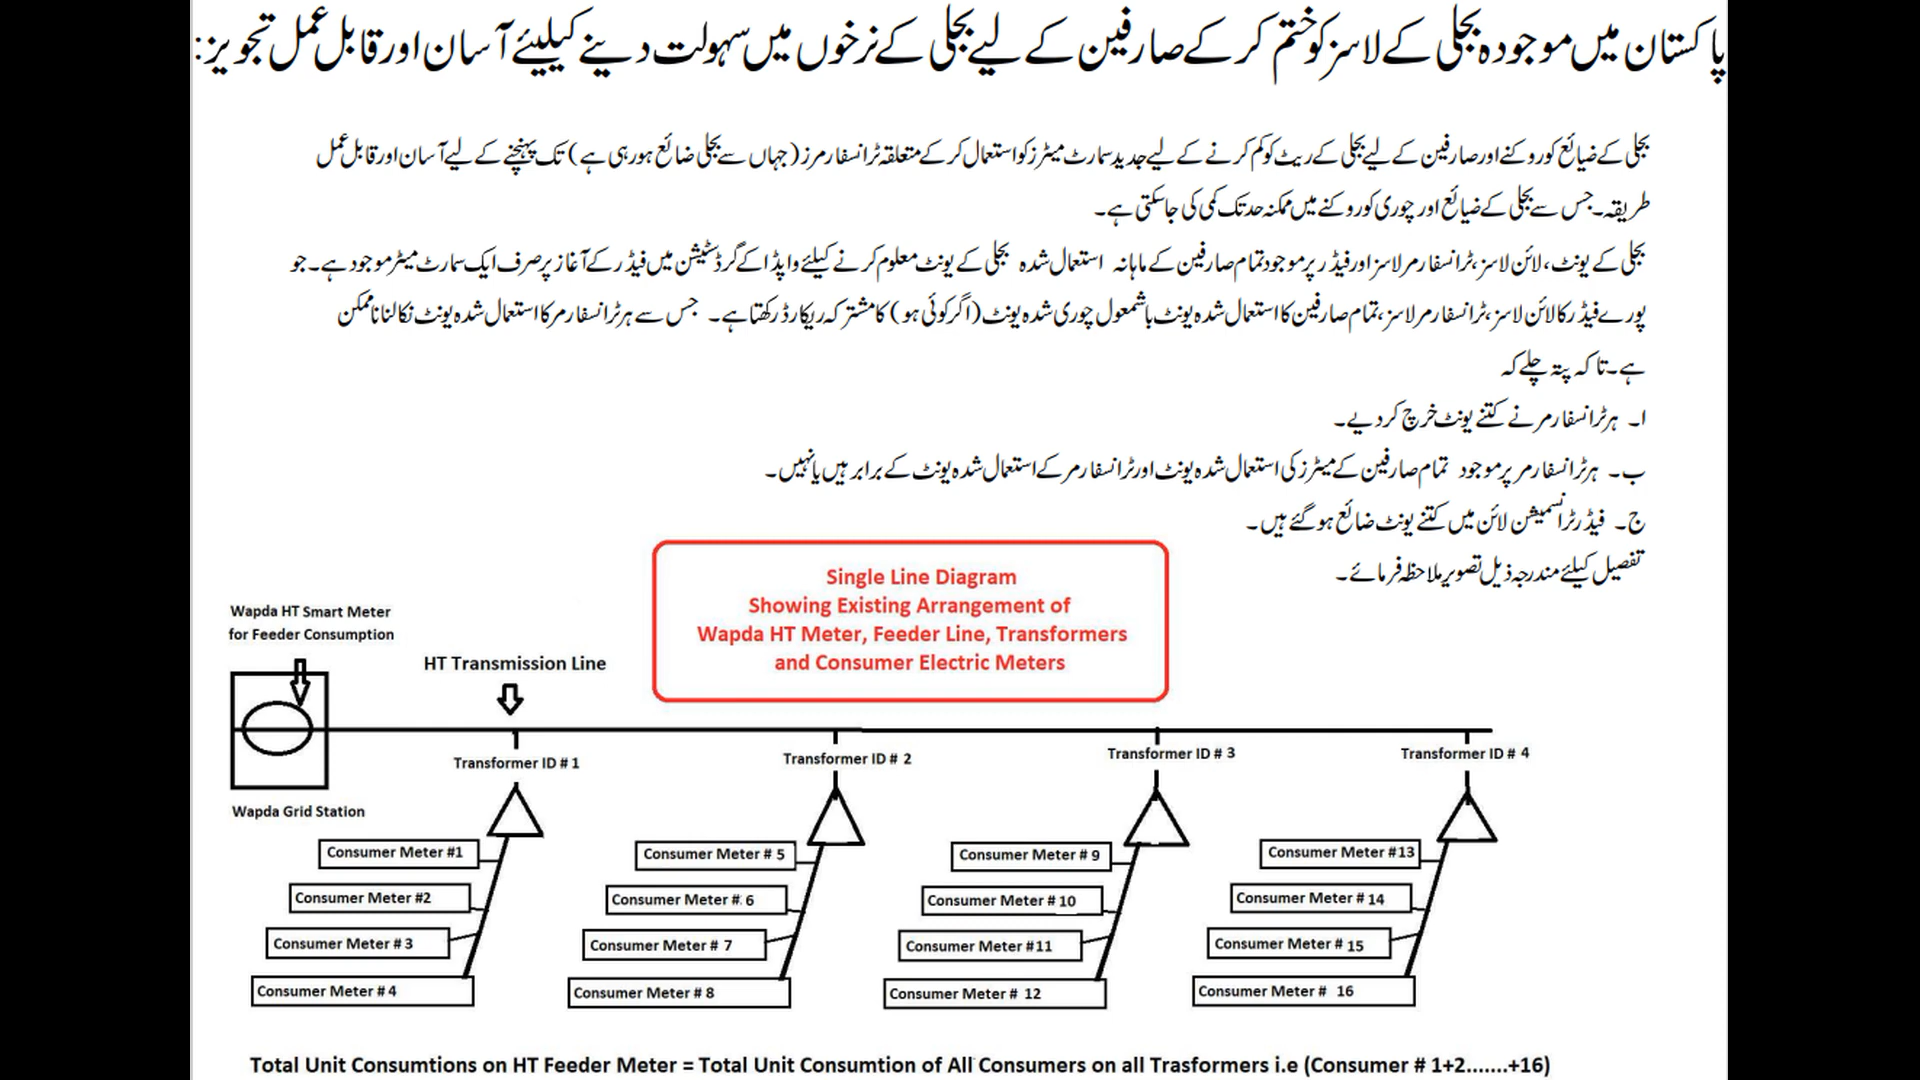 پاکستان میں موجودہ بجلی کے لاسز کو ختم کر کے صارفین کے لیے بجلی کے نرخوں میں سہولت دینے کیلیئے آسان اور قابل عمل تجویز:
بجلی کے ضیائع کو روکنے اور صارفین کے لیے بجلی کے ریٹ کو کم کرنے کے لیے جدید سمارٹ میٹرز کو استعمال کر کے متعلقہ ٹرانسفارمرز (جہاں سے بجلی ضائع ہو رہی ہے) تک پہنچنے کے لیے آسان اور قابل عمل
طریقہ۔ جس سے بجلی کے ضیائع اور چوری کو روکنے میں ممکنہ حد تک کمی کی جاسکتی ہے۔
بجلی کے یونٹ، لائن لاسز، ٹرانسفارمر لاسز اور فیڈر پر موجود تمام صارفین کے ماہانہ استعمال شدہ بجلی کے یونٹ معلوم کرنے کیلئے واپڈا کے گرڈ سٹیشن میں فیڈر کے آغاز پر صرف ایک سمارٹ میٹر موجود ہے۔ جو
پورے فیڈر کا لائن لاسز، ٹرانسفارمر لاسز، تمام صارفین کا استعمال شدہ یونٹ باشمعول چوری شدہ یونٹ (اگر کوئی ہو) کا مشترکہ ریکارڈ رکھتا ہے۔ جس سے ہر ٹرانسفارمر کا استعمال شدہ یونٹ نکالنا ناممکن
ہے۔ تا کہ پتہ چلے کہ
ا۔ ہر ٹرانسفارمر نے کتنے یونٹ خرچ کر دیے۔
ب۔ ہر ٹرانسفارمر پر موجود تمام صارفین کے میٹرز کی استعمال شدہ یونٹ اور ٹرانسفارمر کے استعمال شدہ یونٹ کے برابر ہیں یا نہیں۔
ج۔ فیڈر ٹرانسمیشن لائن میں کتنے یونٹ ضائع ہو گئے ہیں۔
تفصیل کیلئے مندرجہ ذیل تصویر ملاحظہ فرمائے۔
Single Line Diagram
Showing Existing Arrangement of
Wapda HT Meter, Feeder Line, Transformers
and Consumer Electric Meters
Wapda HT Smart Meter
for Feeder Consumption
HT Transmission Line
Transformer ID # 1
Transformer ID # 2
Transformer ID # 3
Transformer ID # 4
Wapda Grid Station
Consumer Meter #1
Consumer Meter #2
Consumer Meter # 3
Consumer Meter # 4
Consumer Meter # 5
Consumer Meter # 6
Consumer Meter # 7
Consumer Meter # 8
Consumer Meter # 9
Consumer Meter # 10
Consumer Meter #11
Consumer Meter # 12
Consumer Meter #13
Consumer Meter # 14
Consumer Meter # 15
Consumer Meter # 16
Total Unit Consumtions on HT Feeder Meter = Total Unit Consumtion of All Consumers on all Trasformers i.e (Consumer # 1+2.......+16)